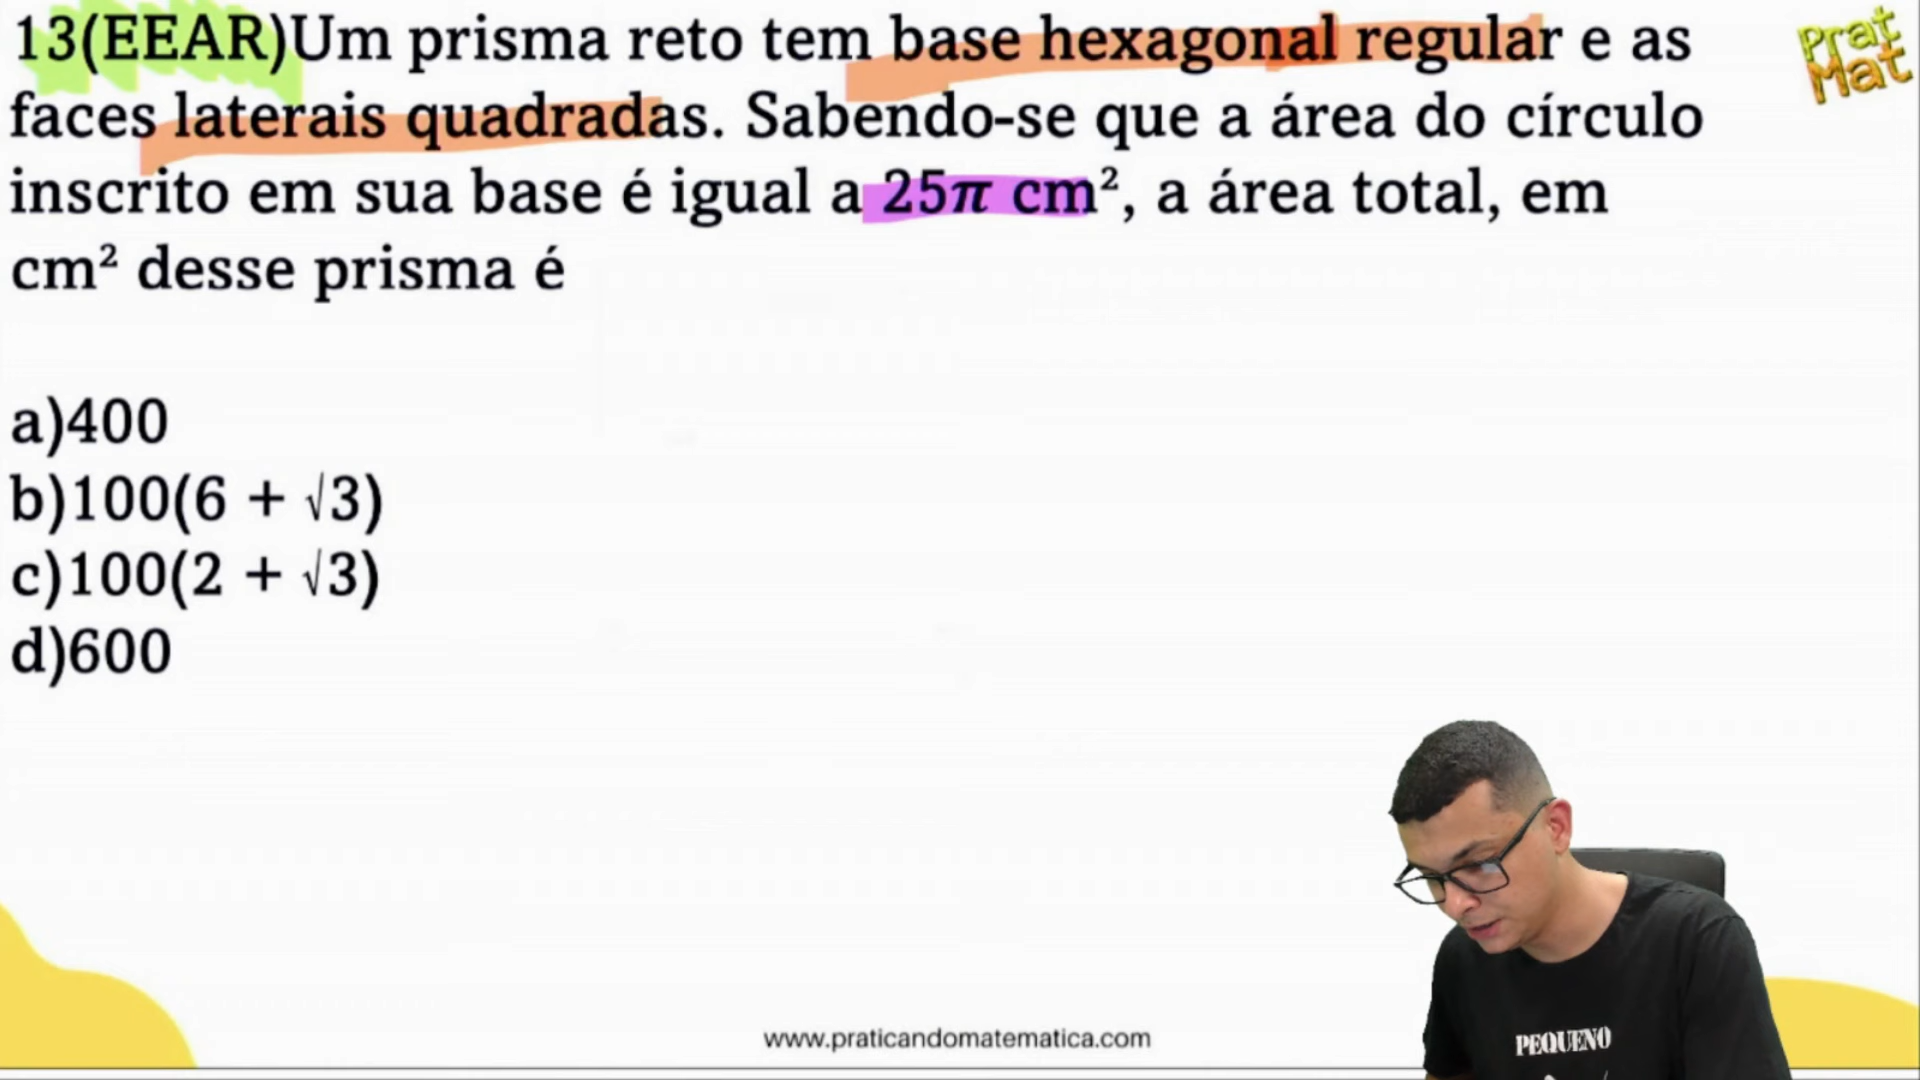 13(EEAR)Um prisma reto tem base hexagonal regular e as
faces laterais quadradas. Sabendo-se que a área do círculo
inscrito em sua base é igual a 25π cm², a área total, em
cm² desse prisma é
a)400
b)100(6 + √3)
c)100(2 + √3)
d)600
Prat
Mat
www.praticandomatematica.com
PEQUENO